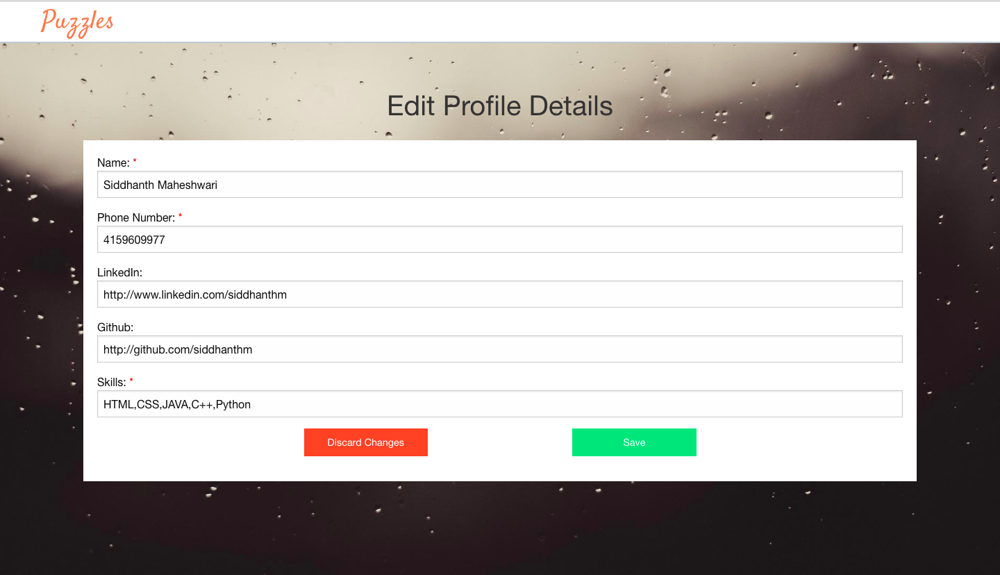 Puzzles
Edit Profile Details
Name: *
Siddhanth Maheshwari
Phone Number: *
4159609977
LinkedIn:
http://www.linkedin.com/siddhanthm
Github:
http://github.com/siddhanthm
Skills: *
HTML,CSS,JAVA,C++,Python
Discard Changes
Save